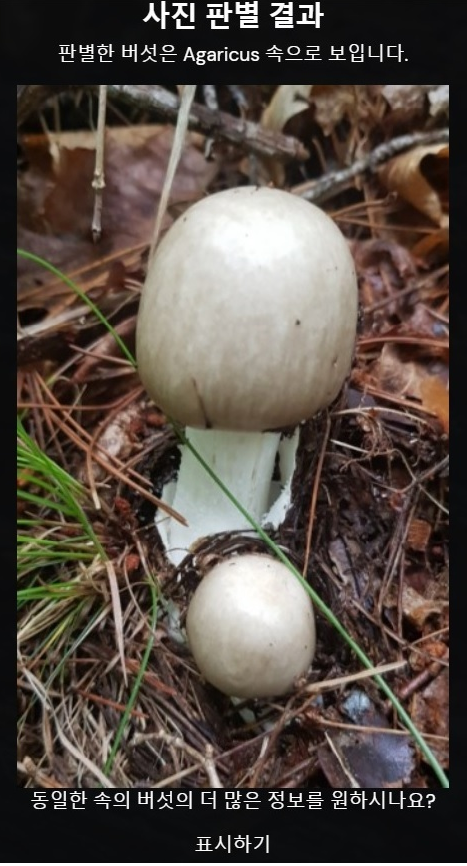 사진 판별 결과
판별한 버섯은 Agaricus 속으로 보입니다.
동일한 속의 버섯의 더 많은 정보를 원하시나요?
표시하기